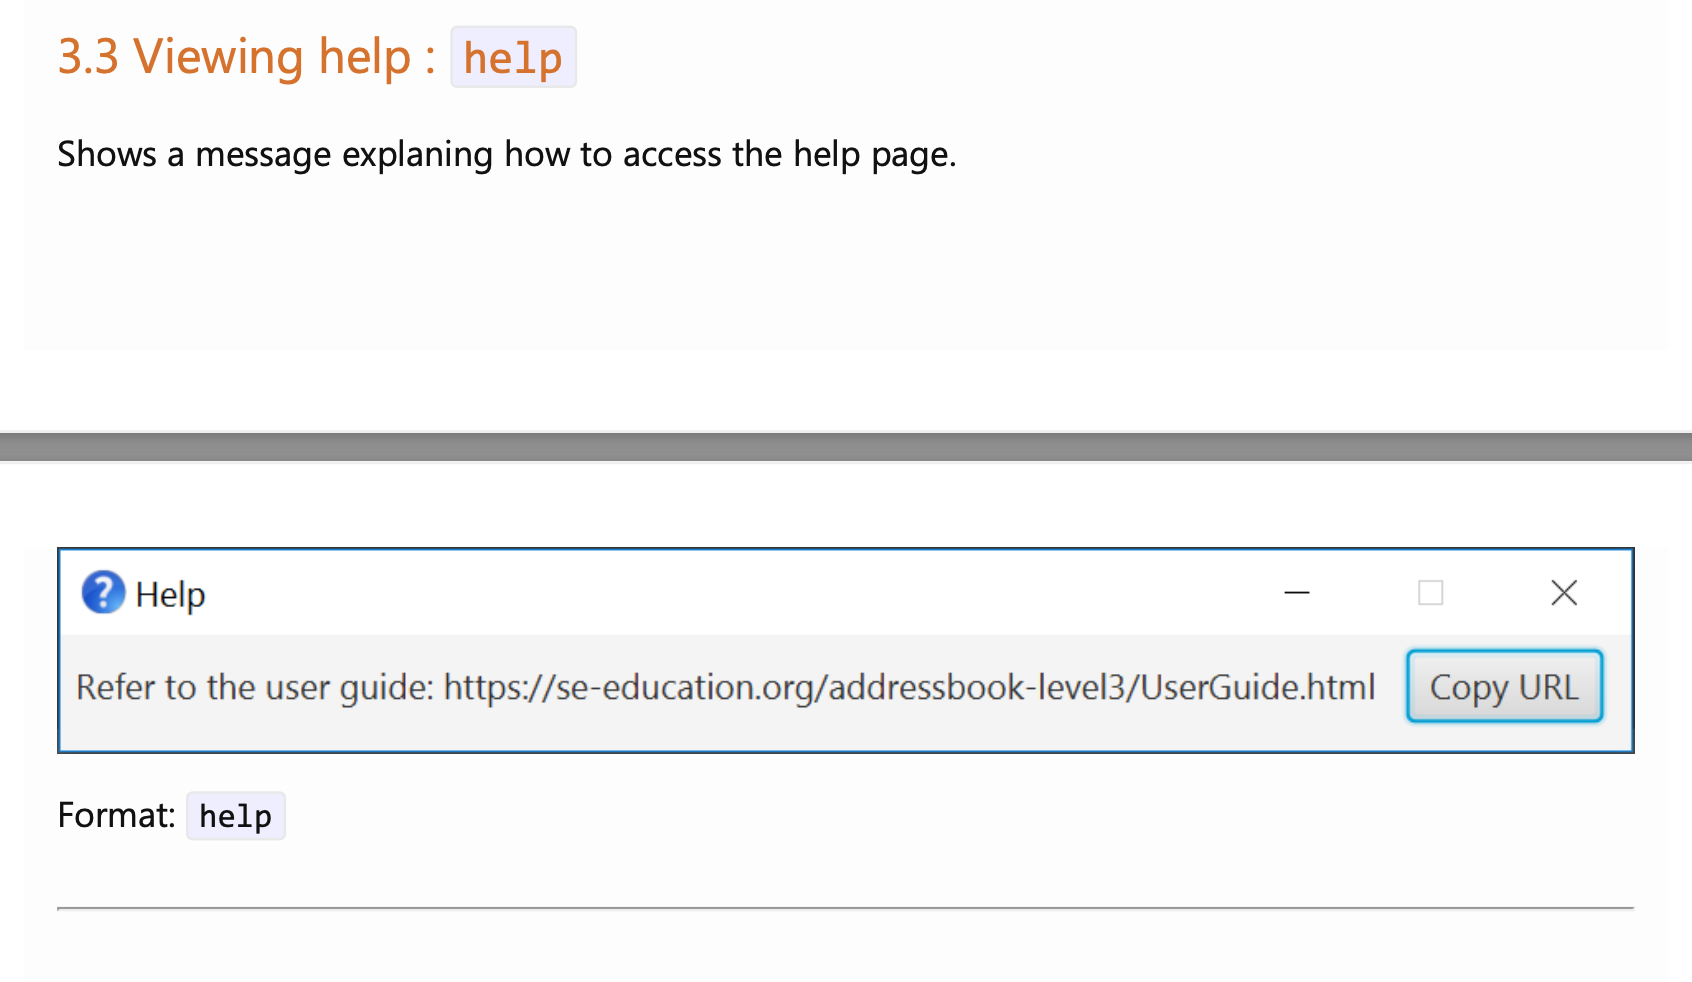 3.3 Viewing help : help
Shows a message explaning how to access the help page.
Help
Refer to the user guide: https://se-education.org/addressbook-level3/UserGuide.html Copy URL
Format: help